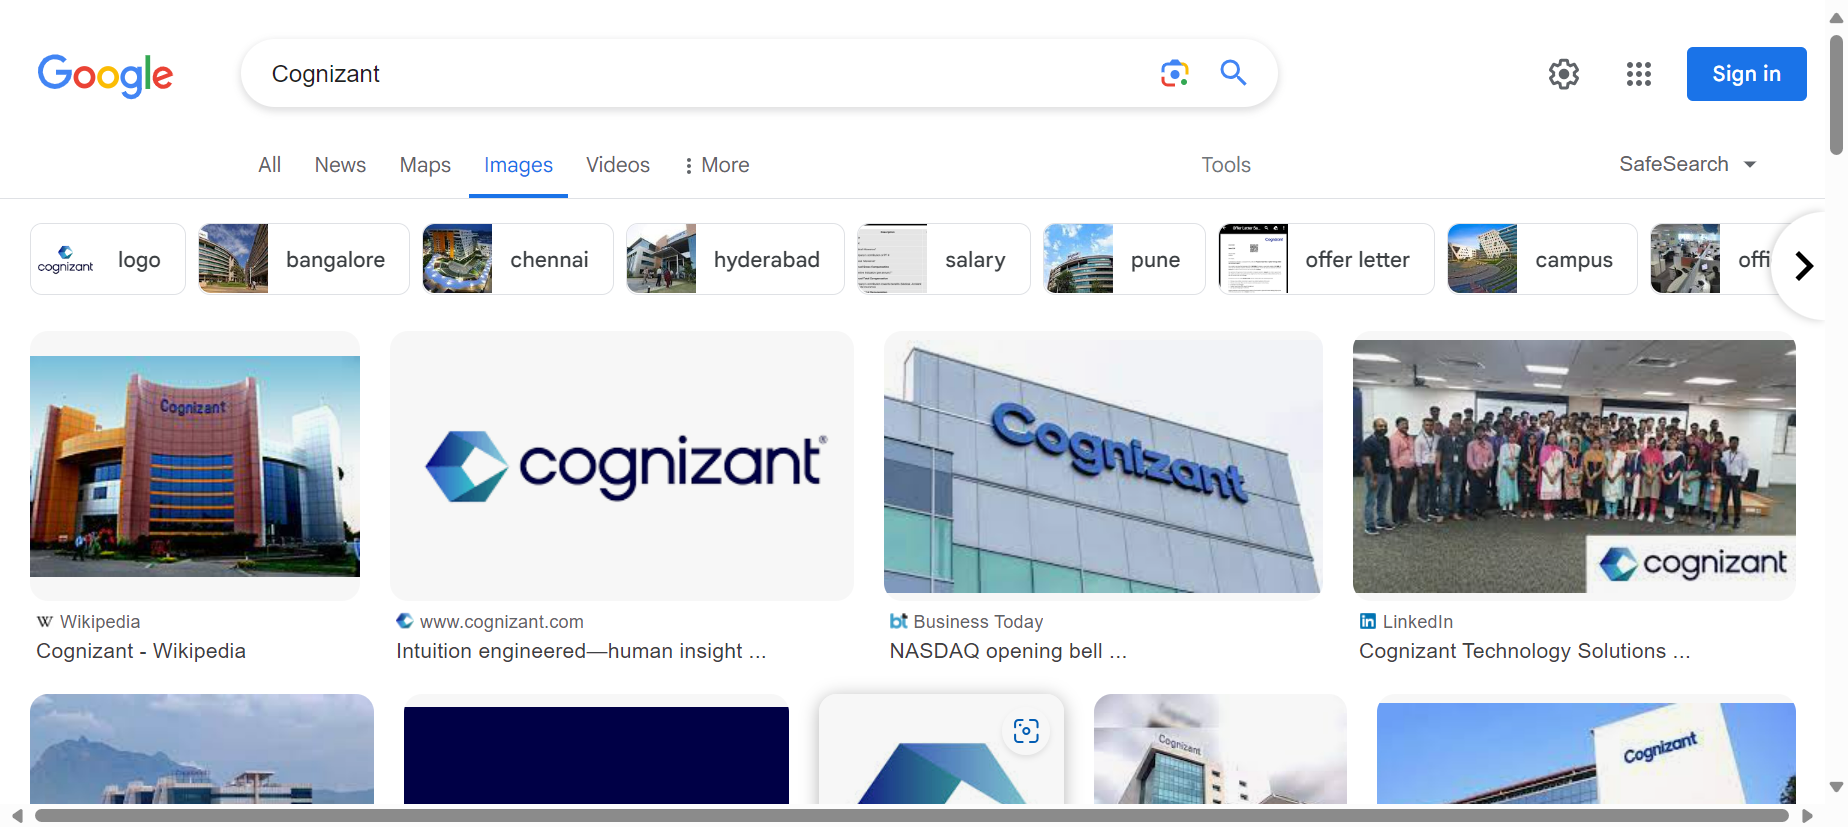 Google
Cognizant
Sign in
All
News
Maps
Images
Videos
More
Tools
SafeSearch
cognizant
logo
bangalore
chennai
hyderabad
salary
pune
offer letter
campus
offi
Cognizant
cognizant®
Cognizant
cognizant
W Wikipedia
Cognizant - Wikipedia
www.cognizant.com
Intuition engineered—human insight ...
bt Business Today
NASDAQ opening bell ...
in LinkedIn
Cognizant Technology Solutions ...
Cognizant
Cognizant